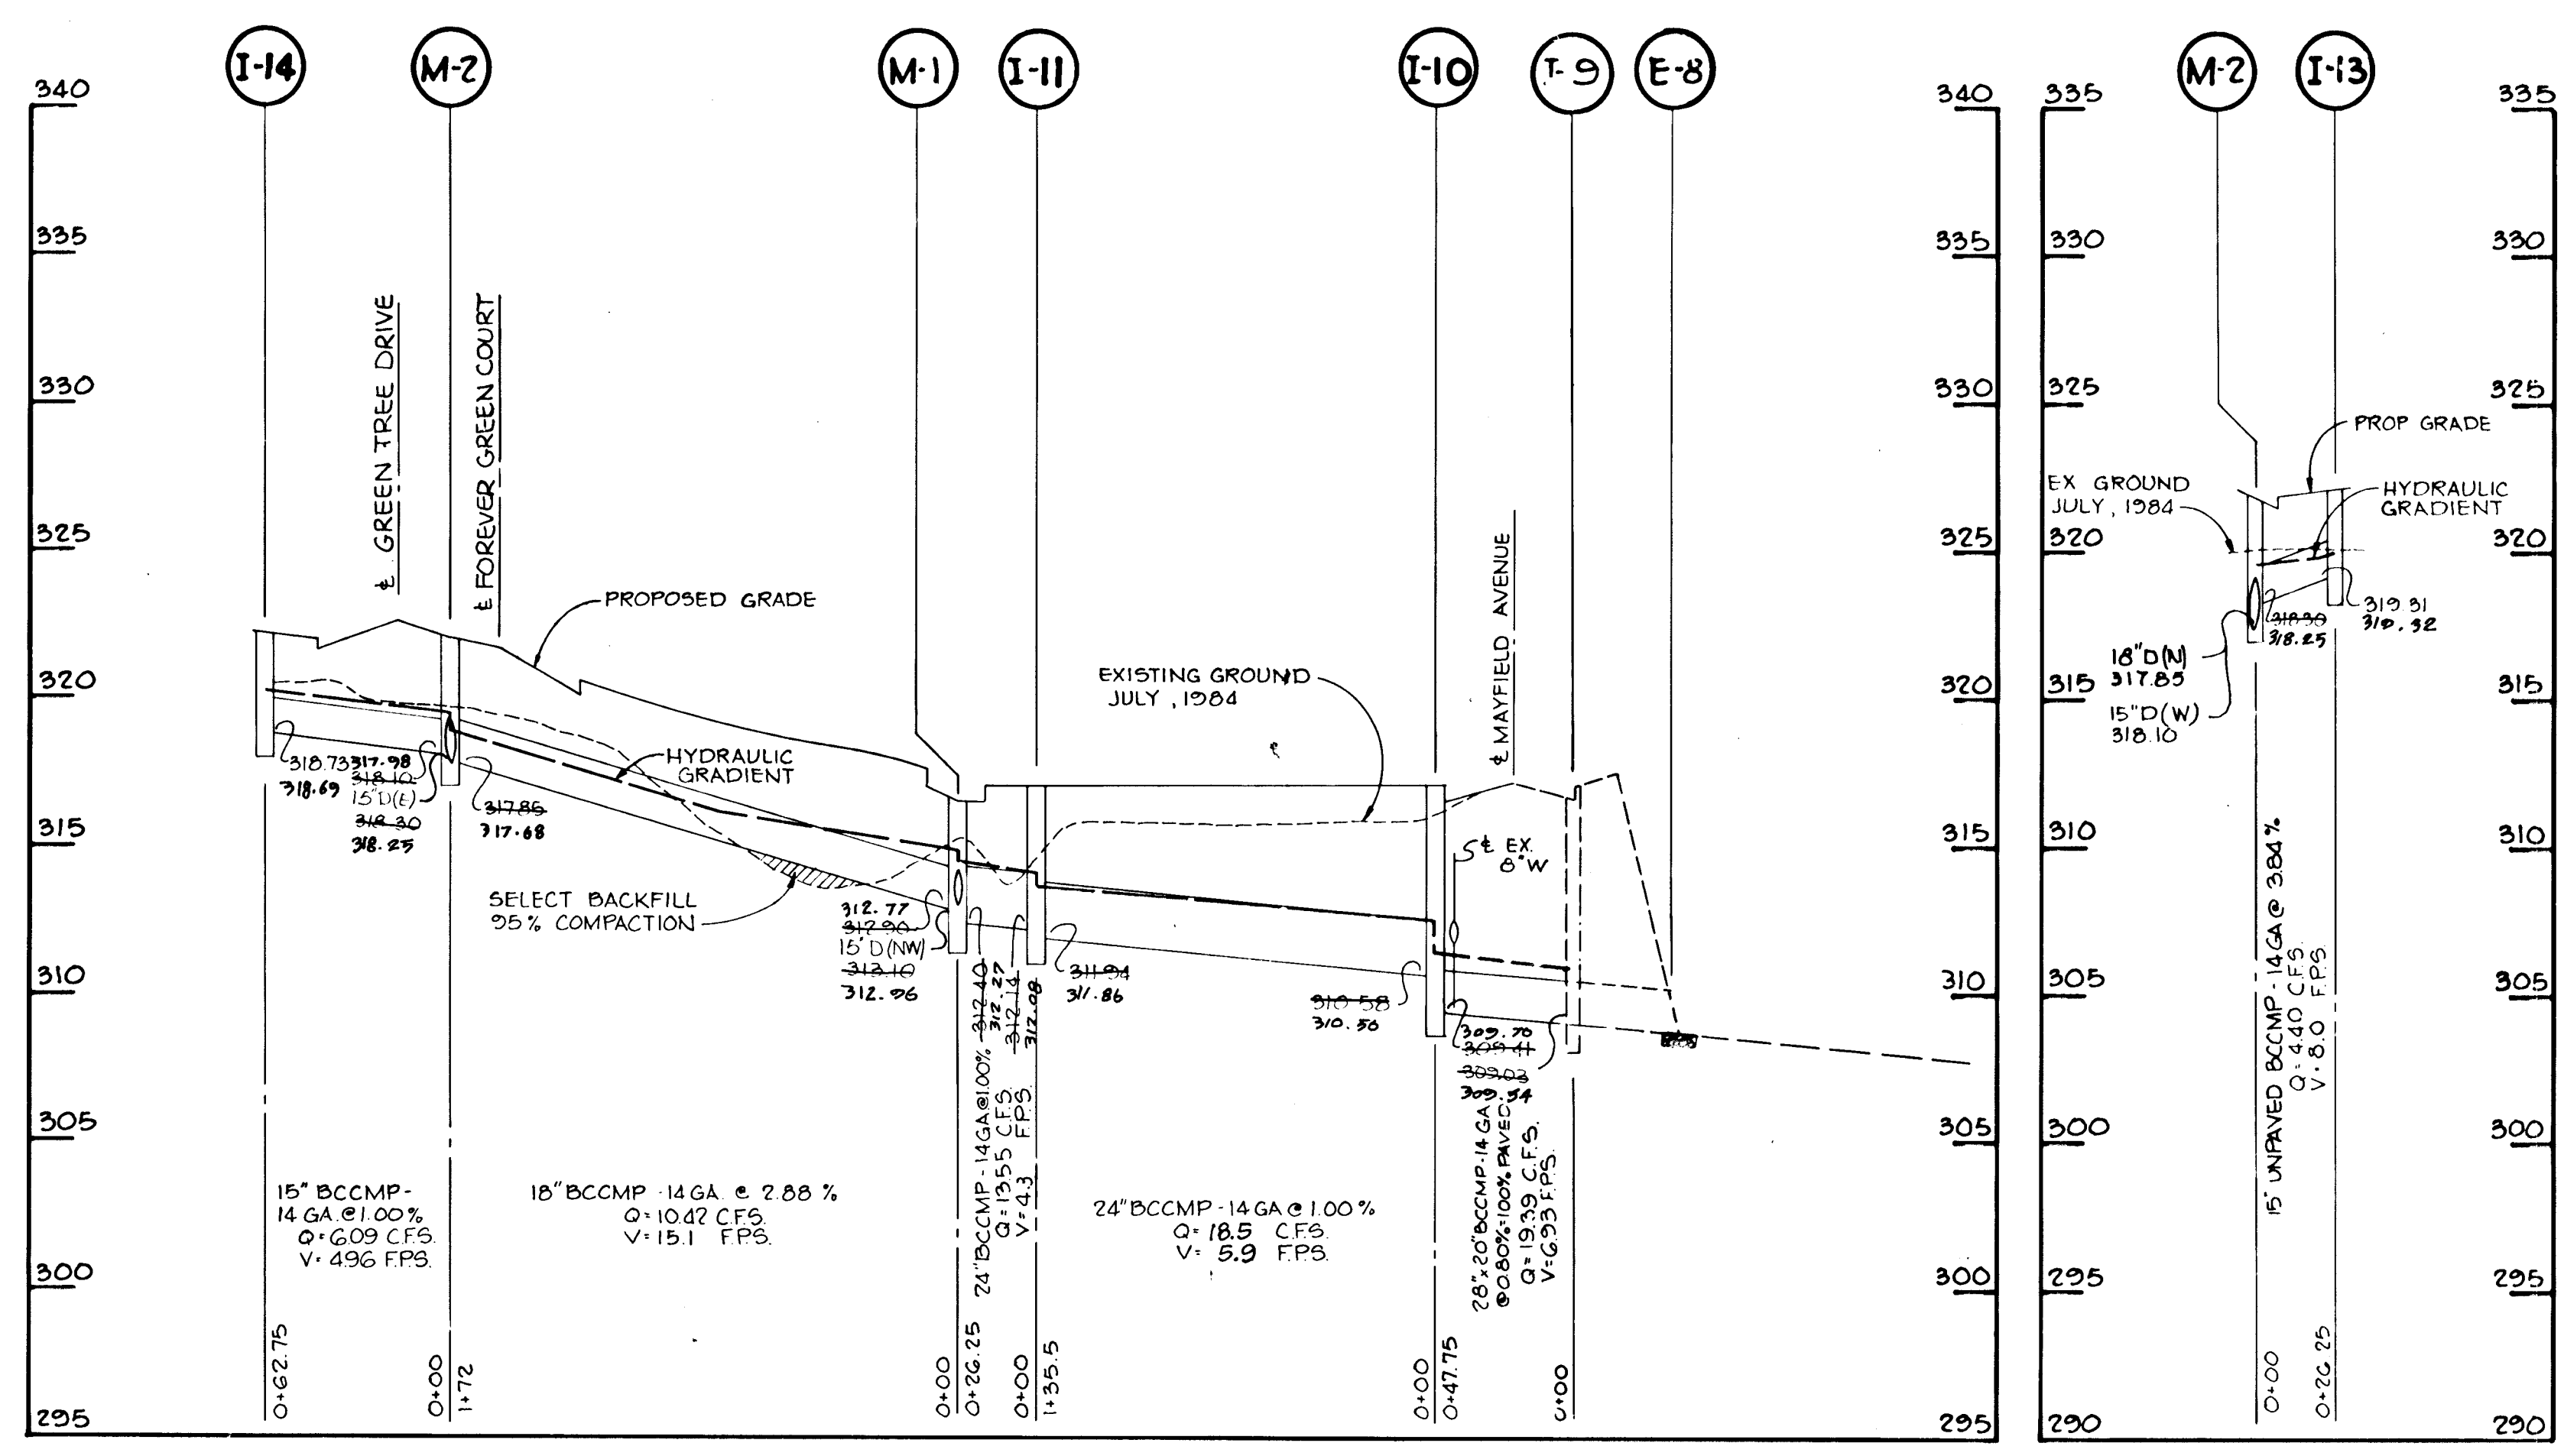 I-14
M-2
M-1
I-11
I-10
E-8
M-2
I-13
340
335
330
325
320
315
310
305
300
295
℄ GREEN TREE DRIVE
℄ FOREVER GREEN COURT
PROPOSED GRADE
HYDRAULIC
GRADIENT
SELECT BACKFILL
95% COMPACTION
EXISTING GROUND
JULY, 1984
℄ MAYFIELD AVENUE
℄ EX.
8"W
318.73
318.69
317.98
318.10
15"D(E)
318.30
318.25
317.85
317.68
312.77
312.90
15"D(NW)
313.10
312.96
312.40
312.27
312.14
312.08
311.94
311.86
310.58
310.50
309.70
309.41
309.03
309.54
15" BCCMP-
14 GA. @ 1.00%
Q=6.09 C.F.S.
V=4.96 F.P.S.
18" BCCMP-14 GA. @ 2.88%
Q=10.42 C.F.S.
V=15.1 F.P.S.
24" BCCMP-14GA@1.00%
Q=13.55 C.F.S.
V=4.3 F.P.S.
24" BCCMP-14 GA @ 1.00%
Q=18.5 C.F.S.
V=5.9 F.P.S.
28"x20" BCCMP-14 GA
@0.80%=100% PAVED
Q=19.39 C.F.S.
V=6.93 F.P.S.
0+62.75
0+00
1+72
0+00
0+26.25
0+00
1+35.5
0+00
0+47.75
0+00
340
335
330
325
320
315
310
305
300
295
335
330
325
320
315
310
305
300
295
290
PROP GRADE
EX GROUND
JULY, 1984
HYDRAULIC
GRADIENT
319.31
319.32
318.30
318.25
18"D(N)
317.85
15"D(W)
318.10
15" UNPAVED BCCMP-14GA@ 3.84%
Q=4.40 C.F.S.
V=8.0 F.P.S.
0+00
0+26.25
335
330
325
320
315
310
305
300
295
290